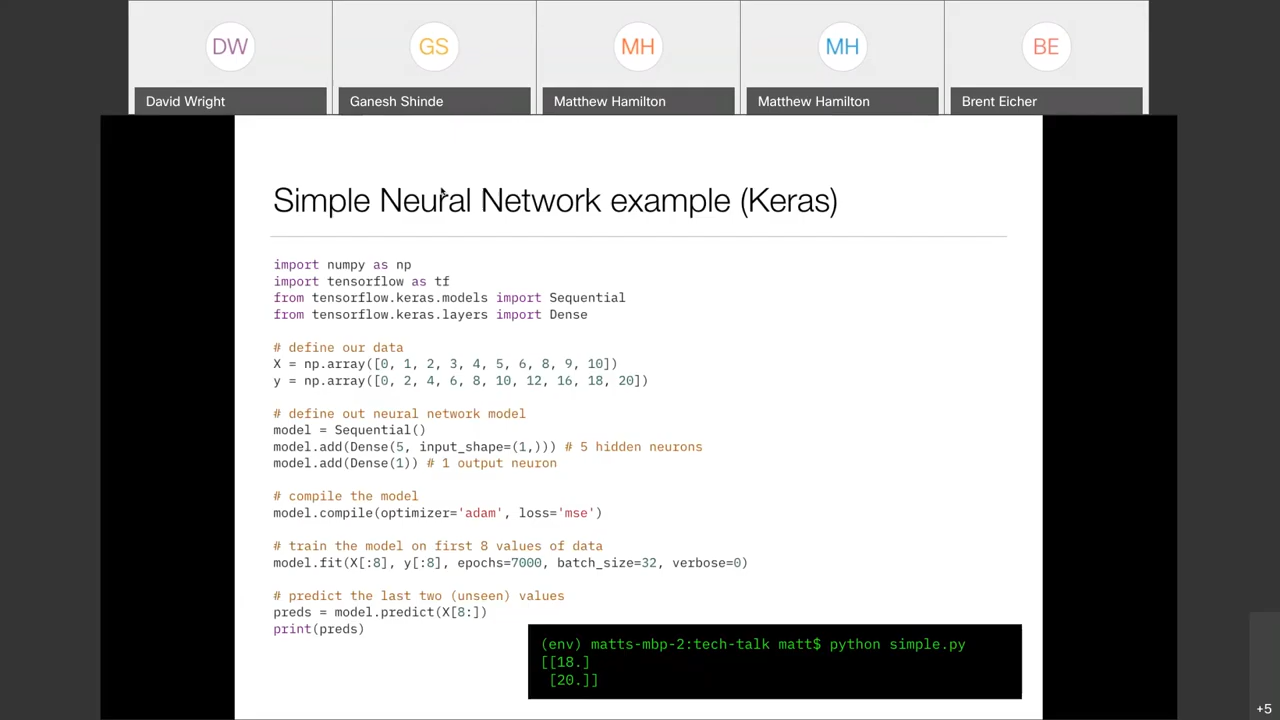 DW
GS
MH
MH
BE
David Wright
Ganesh Shinde
Matthew Hamilton
Matthew Hamilton
Brent Eicher
Simple Neural Network example (Keras)
import numpy as np
import tensorflow as tf
from tensorflow.keras.models import Sequential
from tensorflow.keras.layers import Dense
# define our data
X = np.array([0, 1, 2, 3, 4, 5, 6, 8, 9, 10])
y = np.array([0, 2, 4, 6, 8, 10, 12, 16, 18, 20])
# define out neural network model
model = Sequential()
model.add(Dense(5, input_shape=(1,))) # 5 hidden neurons
model.add(Dense(1)) # 1 output neuron
# compile the model
model.compile(optimizer='adam', loss='mse')
# train the model on first 8 values of data
model.fit(X[:8], y[:8], epochs=7000, batch_size=32, verbose=0)
# predict the last two (unseen) values
preds = model.predict(X[8:])
print(preds)
(env) matts-mbp-2:tech-talk matt$ python simple.py
[[18.]
[20.]]
+5